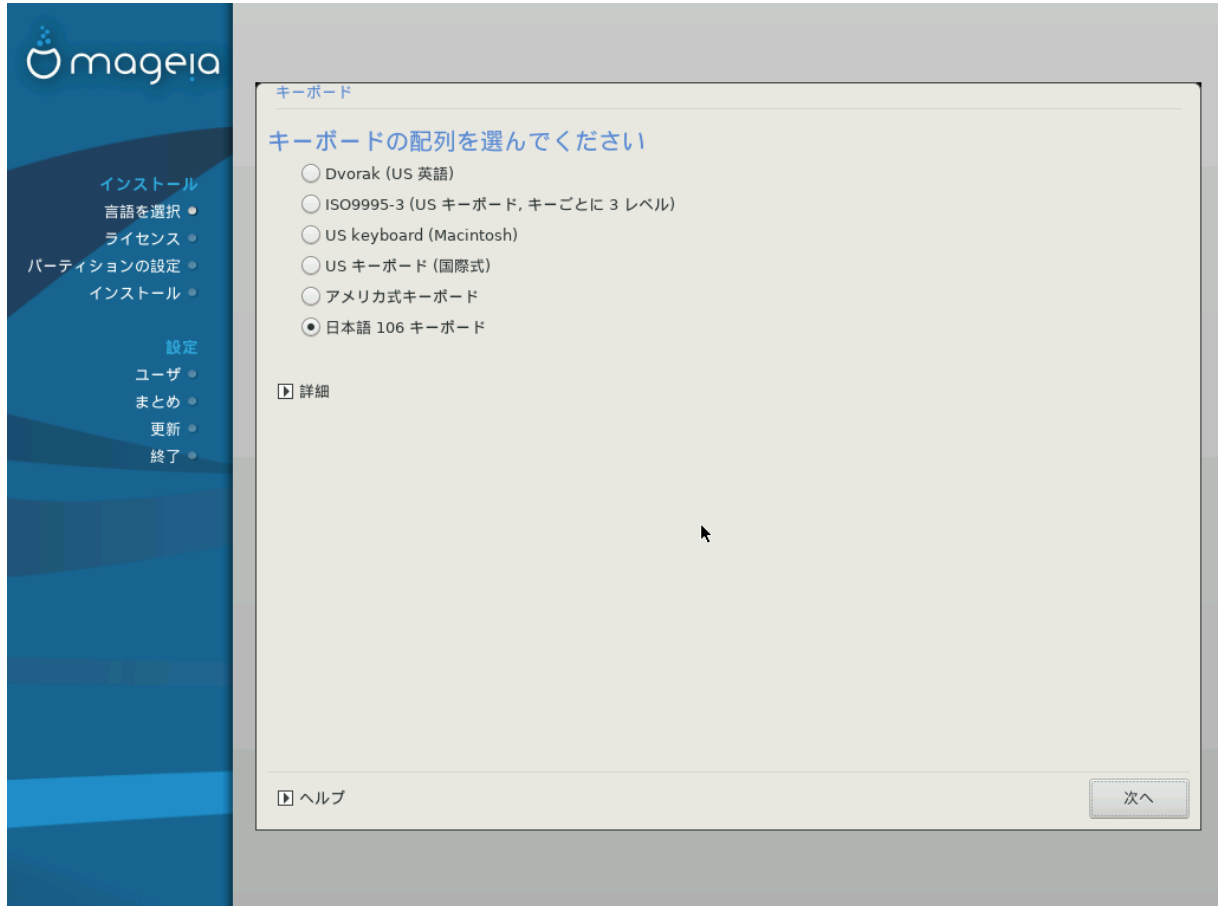 mageia
インストール
言語を選択
ライセンス
パーティションの設定
インストール
設定
ユーザ
まとめ
更新
終了
キーボード
キーボードの配列を選んでください
Dvorak (US 英語)
ISO9995-3 (US キーボード, キーごとに 3 レベル)
US keyboard (Macintosh)
US キーボード (国際式)
アメリカ式キーボード
日本語 106 キーボード
詳細
ヘルプ
次へ